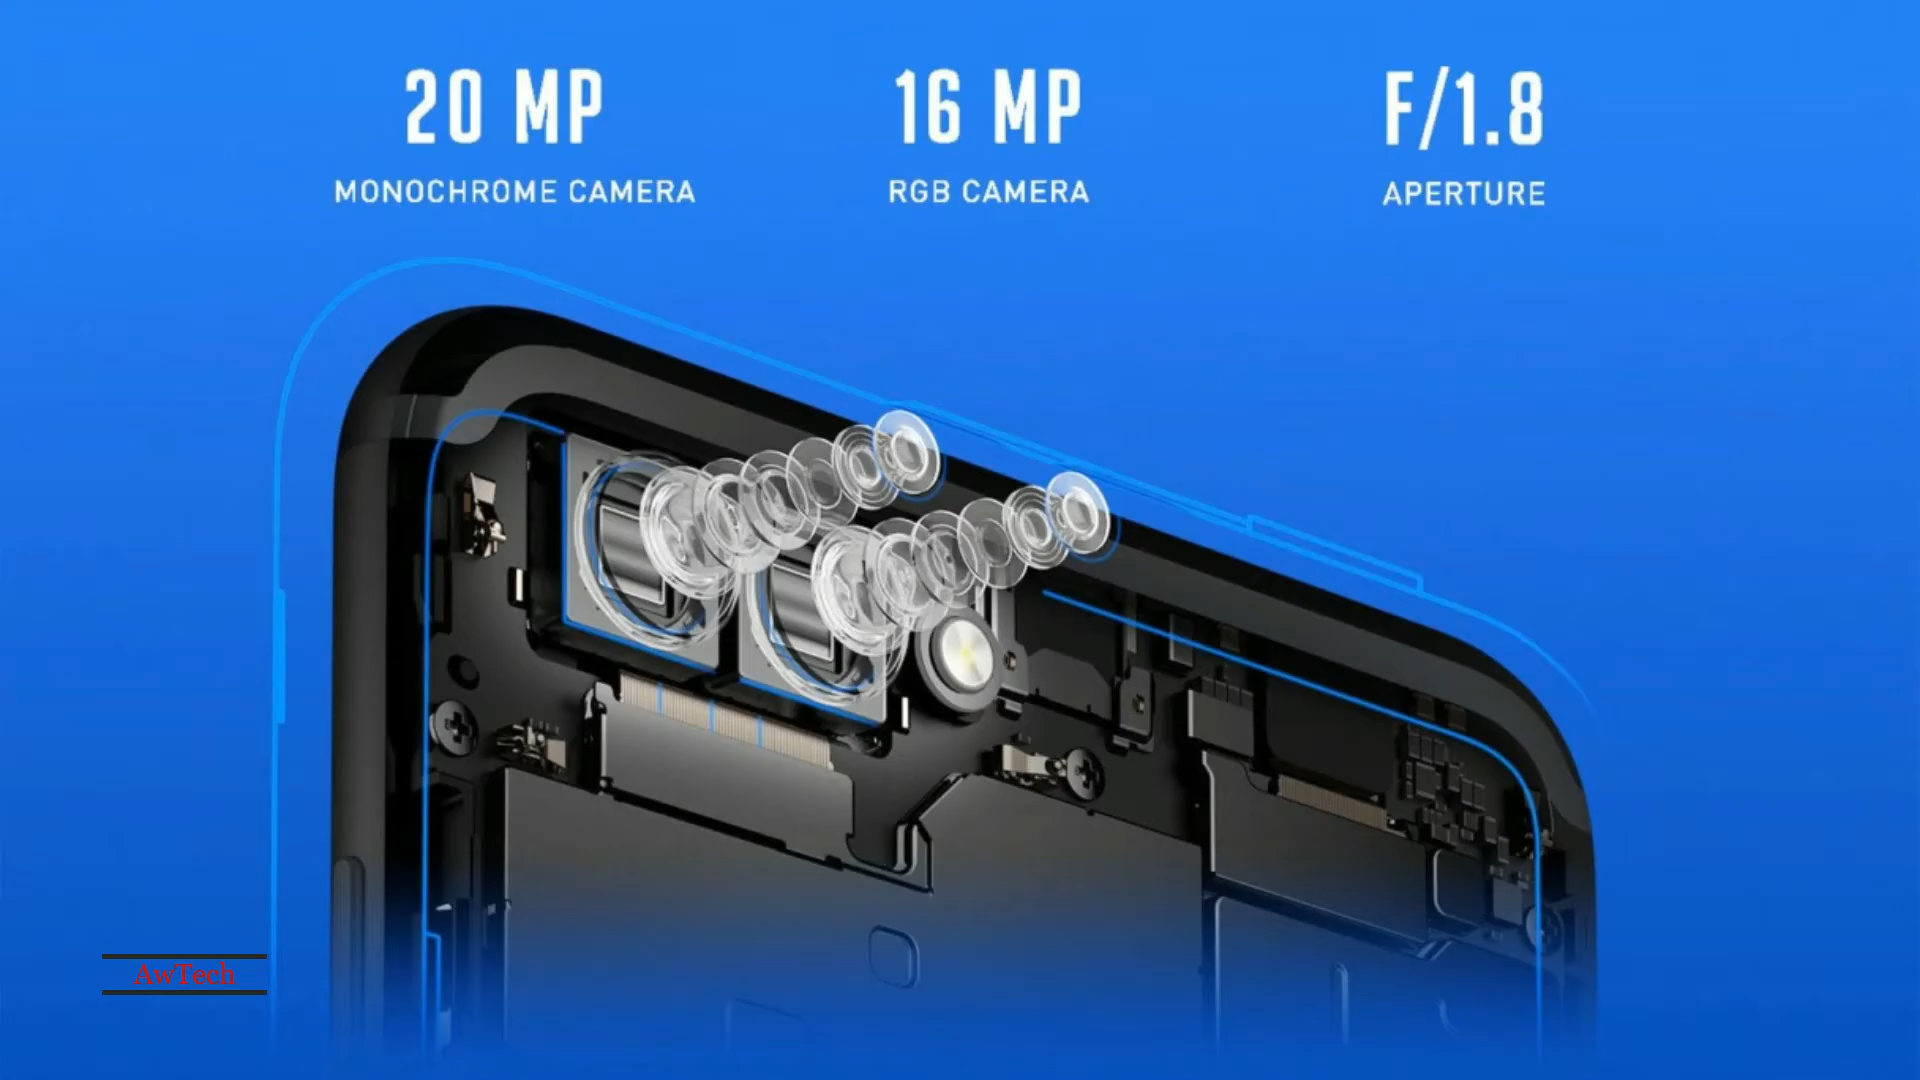 20 MP
MONOCHROME CAMERA
16 MP
RGB CAMERA
F/1.8
APERTURE
AwTech